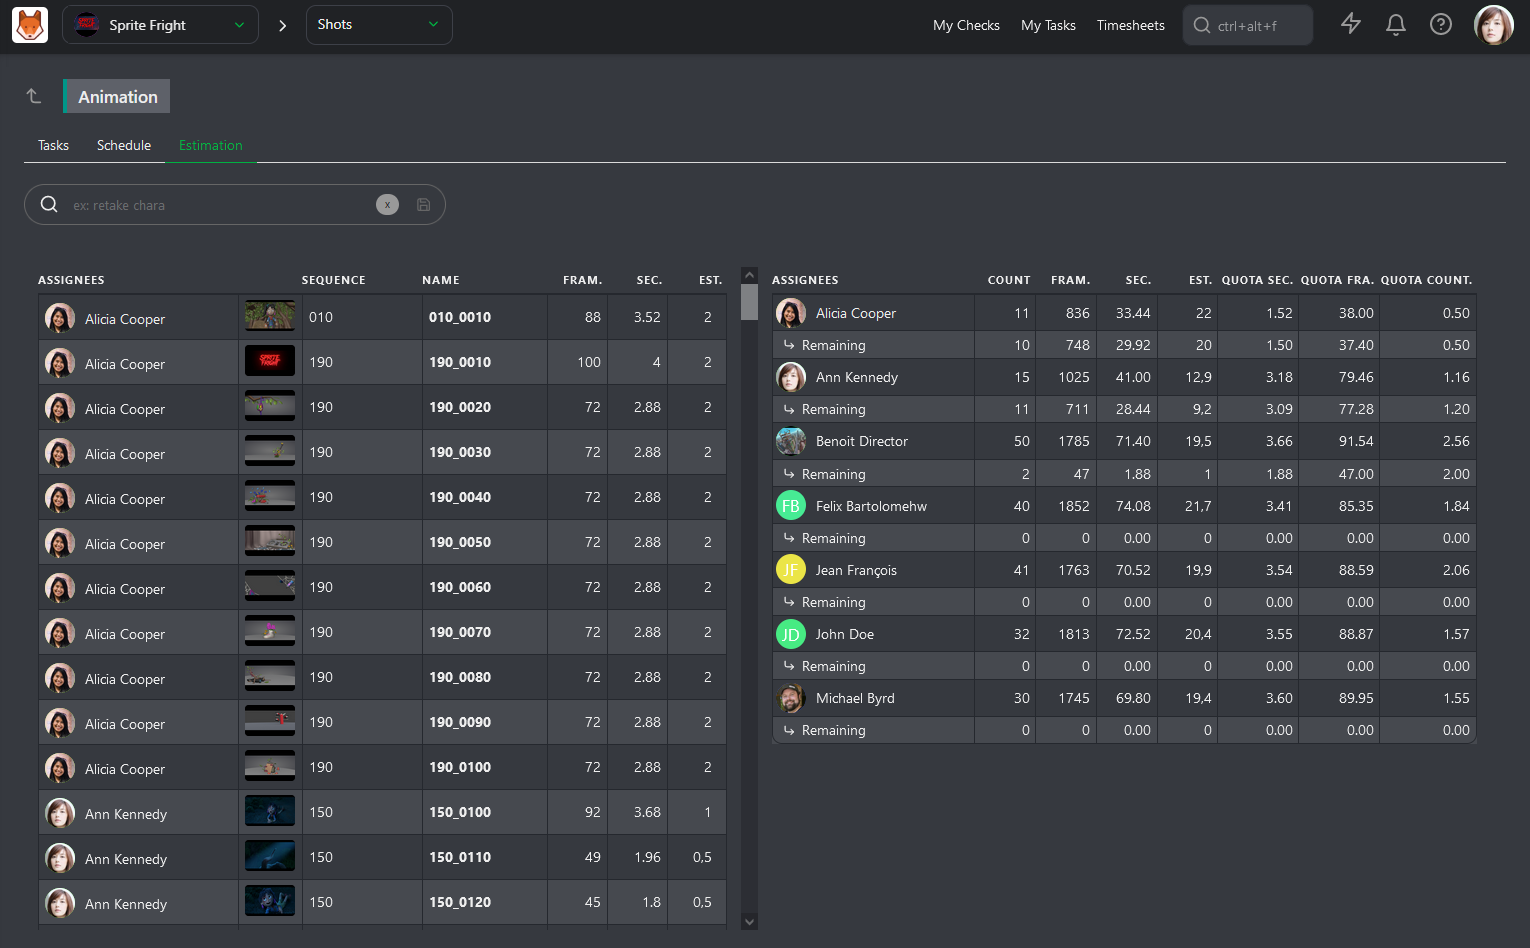 Sprite Fright
Shots
My Checks My Tasks Timesheets ctrl+alt+f
Animation
Tasks Schedule Estimation
ex: retake chara x
ASSIGNEES SEQUENCE NAME FRAM. SEC. EST.
Alicia Cooper 010 010_0010 88 3.52 2
Alicia Cooper SPRITE FRIGHT 190 190_0010 100 4 2
Alicia Cooper 190 190_0020 72 2.88 2
Alicia Cooper 190 190_0030 72 2.88 2
Alicia Cooper 190 190_0040 72 2.88 2
Alicia Cooper 190 190_0050 72 2.88 2
Alicia Cooper 190 190_0060 72 2.88 2
Alicia Cooper 190 190_0070 72 2.88 2
Alicia Cooper 190 190_0080 72 2.88 2
Alicia Cooper 190 190_0090 72 2.88 2
Alicia Cooper 190 190_0100 72 2.88 2
Ann Kennedy 150 150_0100 92 3.68 1
Ann Kennedy 150 150_0110 49 1.96 0,5
Ann Kennedy 150 150_0120 45 1.8 0,5
ASSIGNEES COUNT FRAM. SEC. EST. QUOTA SEC. QUOTA FRA. QUOTA COUNT.
Alicia Cooper 11 836 33.44 22 1.52 38.00 0.50
Remaining 10 748 29.92 20 1.50 37.40 0.50
Ann Kennedy 15 1025 41.00 12,9 3.18 79.46 1.16
Remaining 11 711 28.44 9,2 3.09 77.28 1.20
Benoit Director 50 1785 71.40 19,5 3.66 91.54 2.56
Remaining 2 47 1.88 1 1.88 47.00 2.00
FB Felix Bartolomehw 40 1852 74.08 21,7 3.41 85.35 1.84
Remaining 0 0 0.00 0 0.00 0.00 0.00
JF Jean François 41 1763 70.52 19,9 3.54 88.59 2.06
Remaining 0 0 0.00 0 0.00 0.00 0.00
JD John Doe 32 1813 72.52 20,4 3.55 88.87 1.57
Remaining 0 0 0.00 0 0.00 0.00 0.00
Michael Byrd 30 1745 69.80 19,4 3.60 89.95 1.55
Remaining 0 0 0.00 0 0.00 0.00 0.00